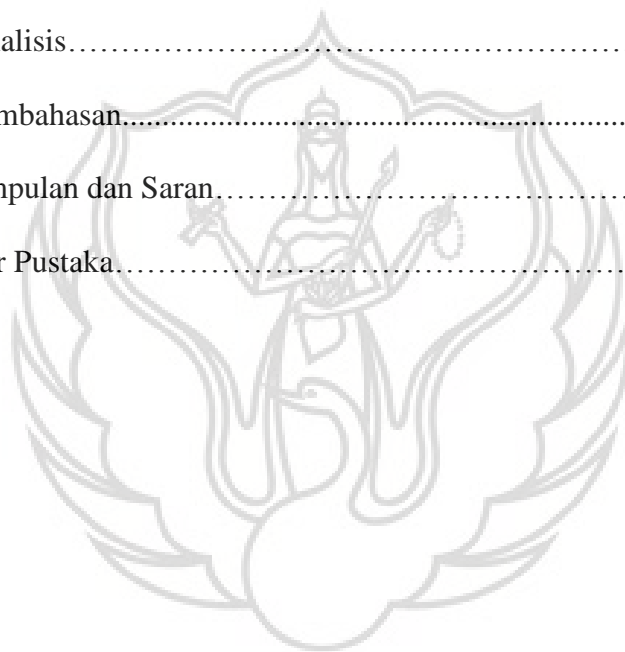 alisis……………………………………………
mbahasan.....................................................................
npulan dan Saran…………………………………
r Pustaka……………………………………………